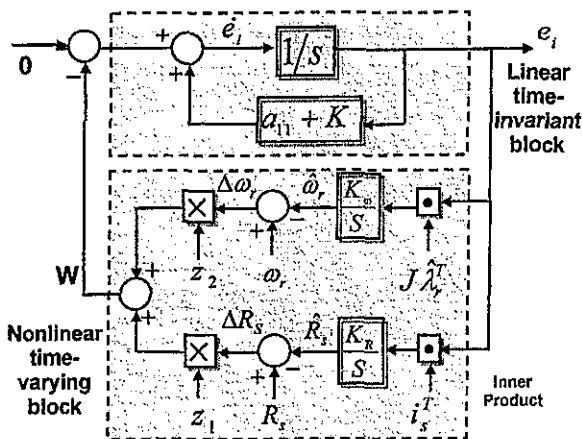 0
−
+
+
ė_i
1/s
e_i
a_11 + K
Linear
time-
invariant
block
Δω_r
ω̂_r
×
+
−
K_ω
S
•
W
+
+
z_2
ω_r
J λ̂_r^T
ΔR_S
R̂_s
×
+
−
K_R
S
•
Nonlinear
time-
varying
block
z_1
R_s
i_s^T
Inner
Product